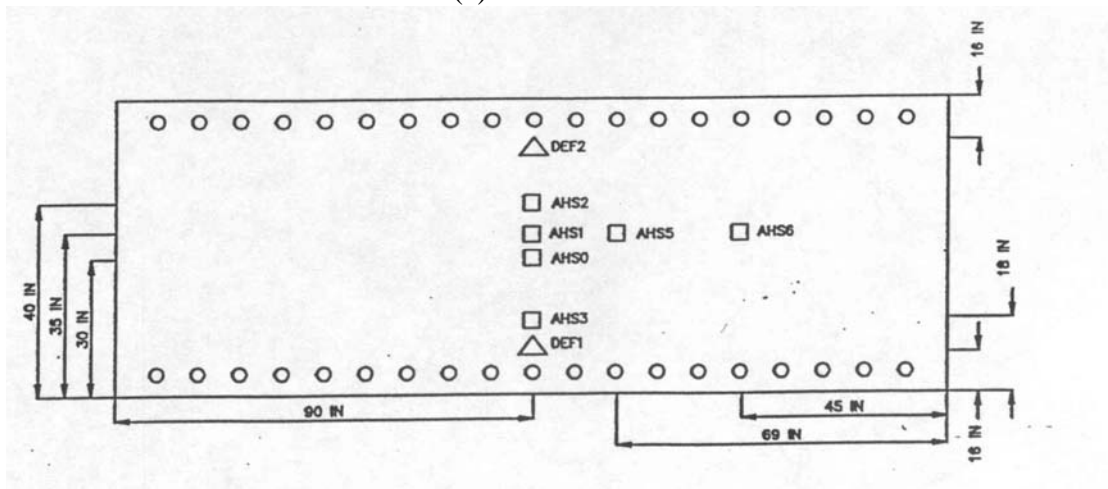 16 IN
DEF2
AHS2
AHS1
AHS5
AHS6
AHS0
18 IN
40 IN
35 IN
30 IN
AHS3
DEF1
90 IN
45 IN
69 IN
16 IN